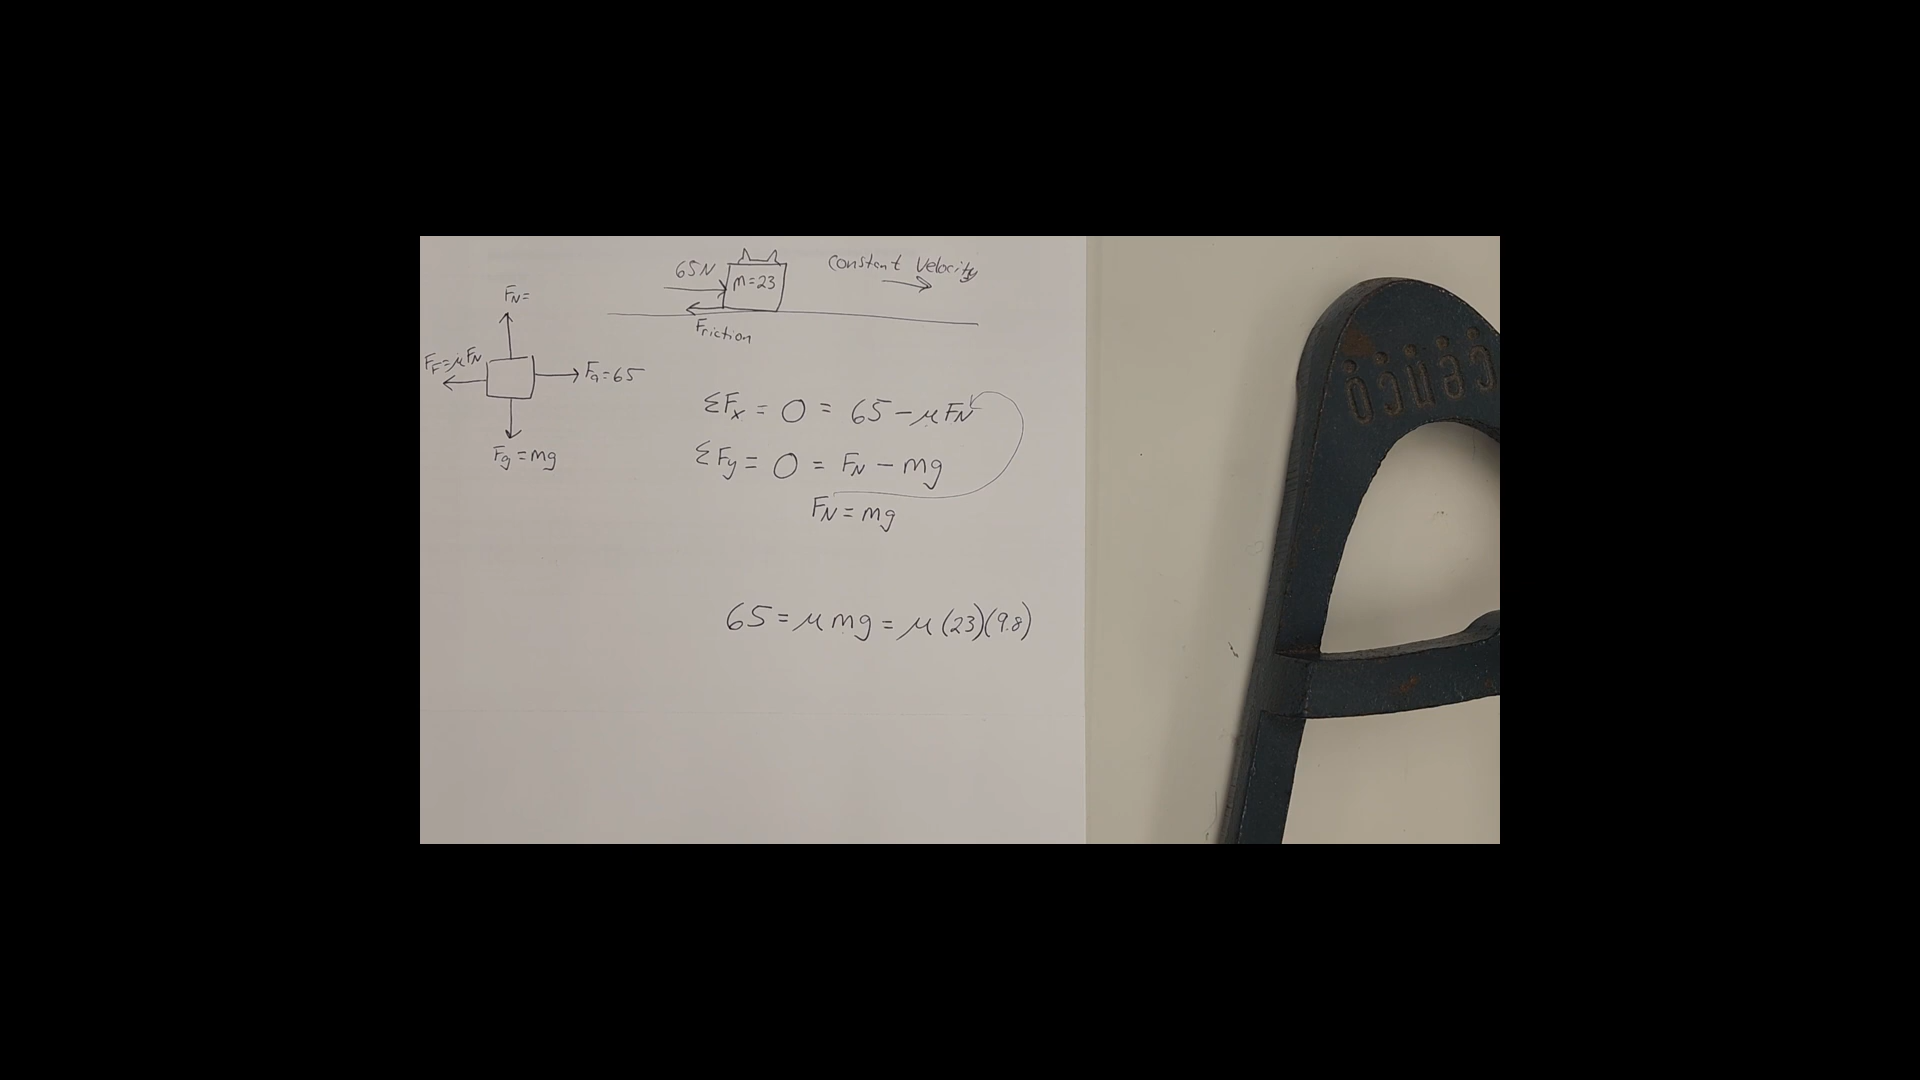 65N
m=23
Constant Velocity
Friction
FN=
FF=μFN
Fa=65
Fg=mg
ΣFx = 0 = 65 - μFN
ΣFy = 0 = FN - mg
FN = mg
65 = μmg = μ(23)(9.8)